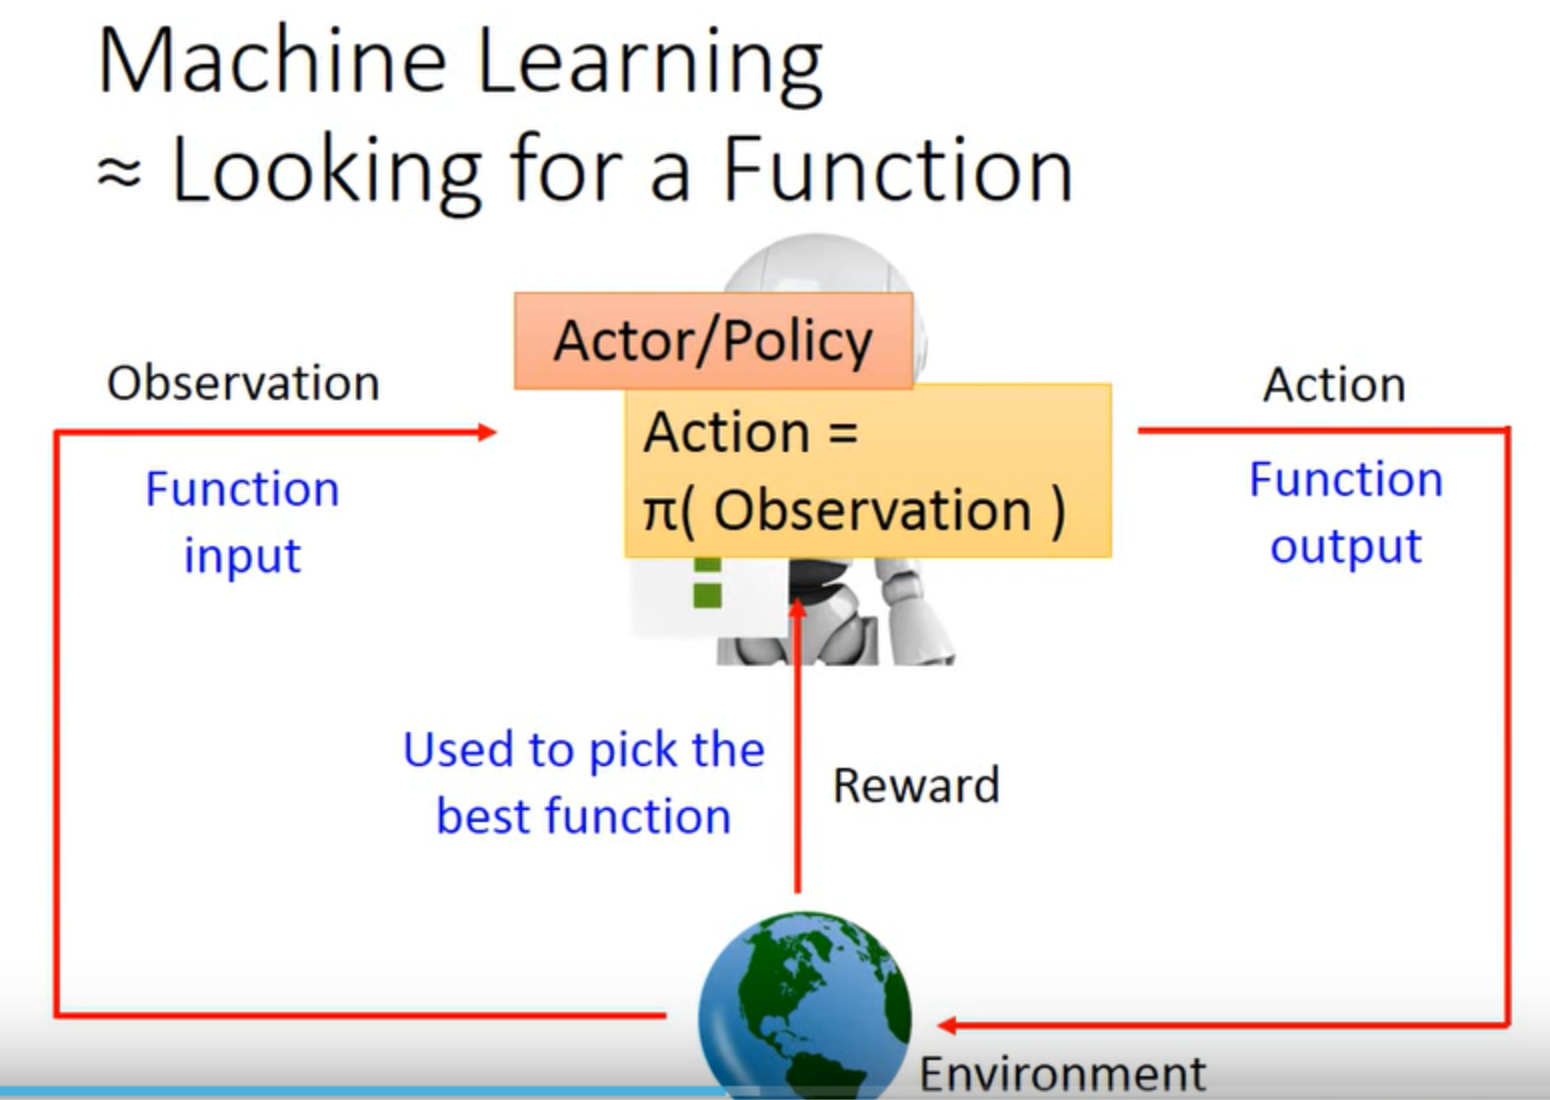 Machine Learning
≈ Looking for a Function
Actor/Policy
Observation
Action =
π( Observation )
Action
Function
input
Function
output
Used to pick the
best function
Reward
Environment